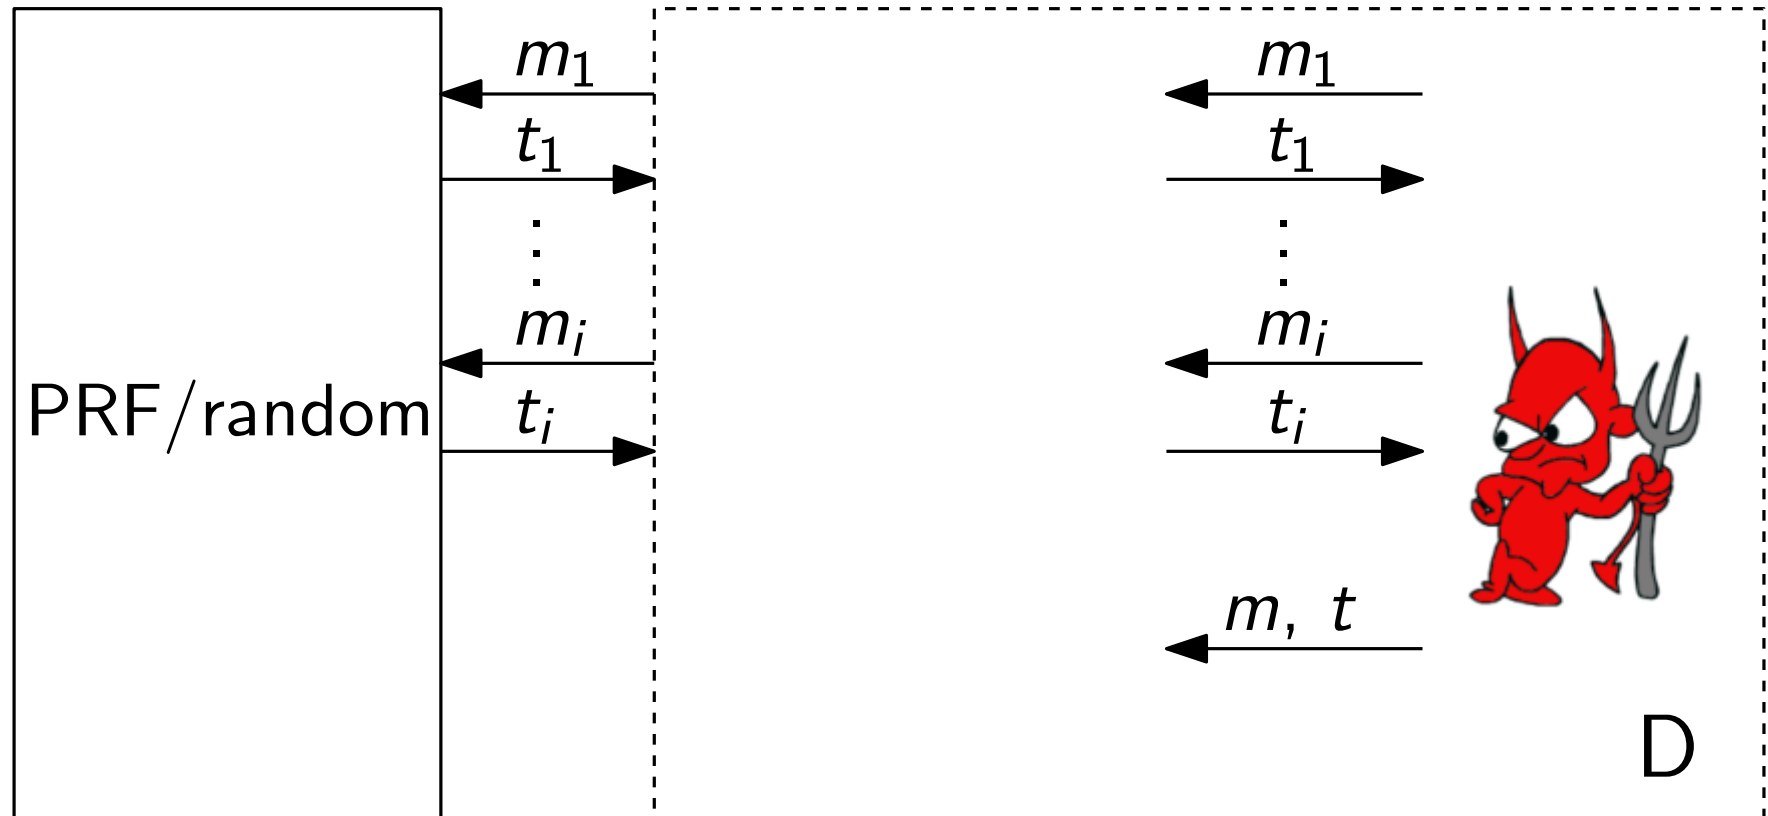 m₁ m₁
t₁ t₁
⋮ ⋮
mᵢ mᵢ
PRF/random tᵢ tᵢ
m, t
D